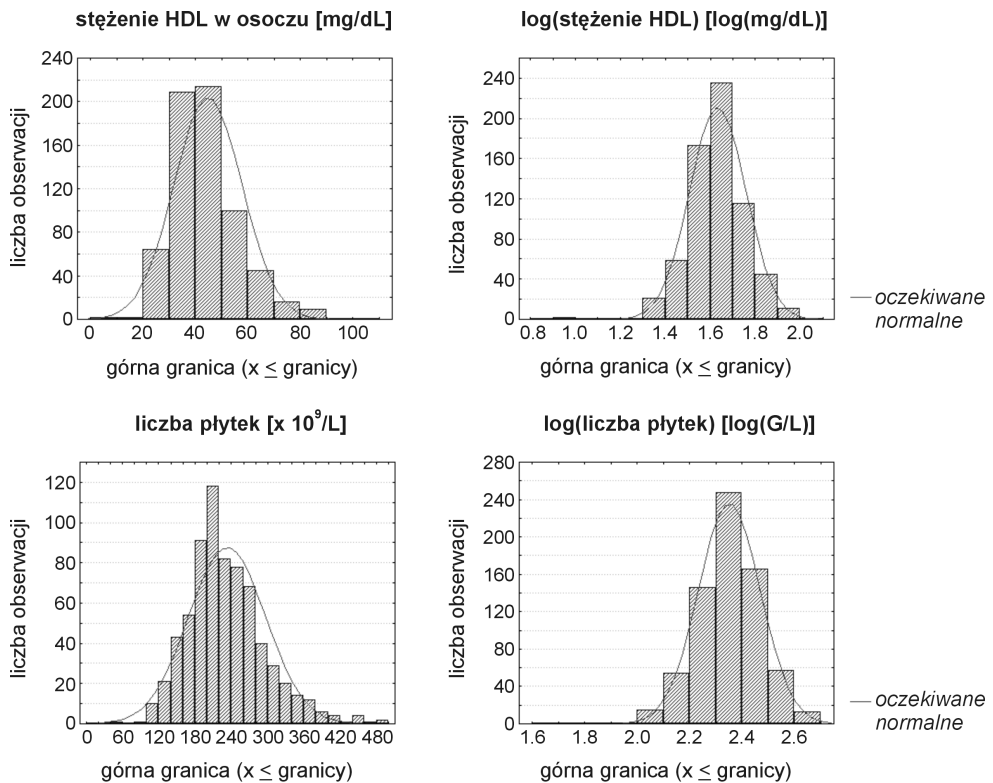 stężenie HDL w osoczu [mg/dL]
liczba obserwacji
240
200
160
120
80
40
0
0 20 40 60 80 100
górna granica (x ≤ granicy)
log(stężenie HDL) [log(mg/dL)]
liczba obserwacji
240
200
160
120
80
40
0
0.8 1.0 1.2 1.4 1.6 1.8 2.0
górna granica (x ≤ granicy)
oczekiwane
normalne
liczba płytek [x 10⁹/L]
liczba obserwacji
120
100
80
60
40
20
0
0 60 120 180 240 300 360 420 480
górna granica (x ≤ granicy)
log(liczba płytek) [log(G/L)]
liczba obserwacji
280
240
200
160
120
80
40
0
1.6 1.8 2.0 2.2 2.4 2.6
górna granica (x ≤ granicy)
oczekiwane
normalne